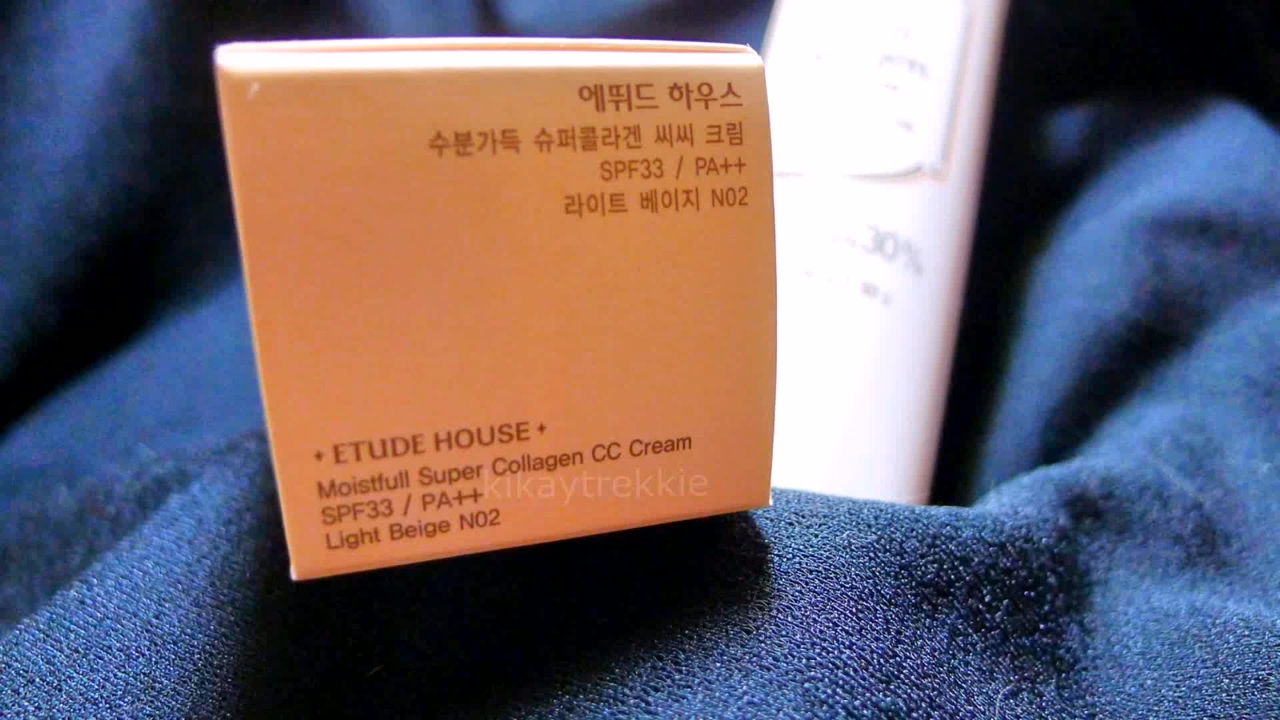 에뛰드 하우스
수분가득 슈퍼콜라겐 씨씨 크림
SPF33 / PA++
라이트 베이지 N02
ETUDE HOUSE
Moistfull Super Collagen CC Cream
SPF33 / PA++
Light Beige N02
kikaytrekkie
30%